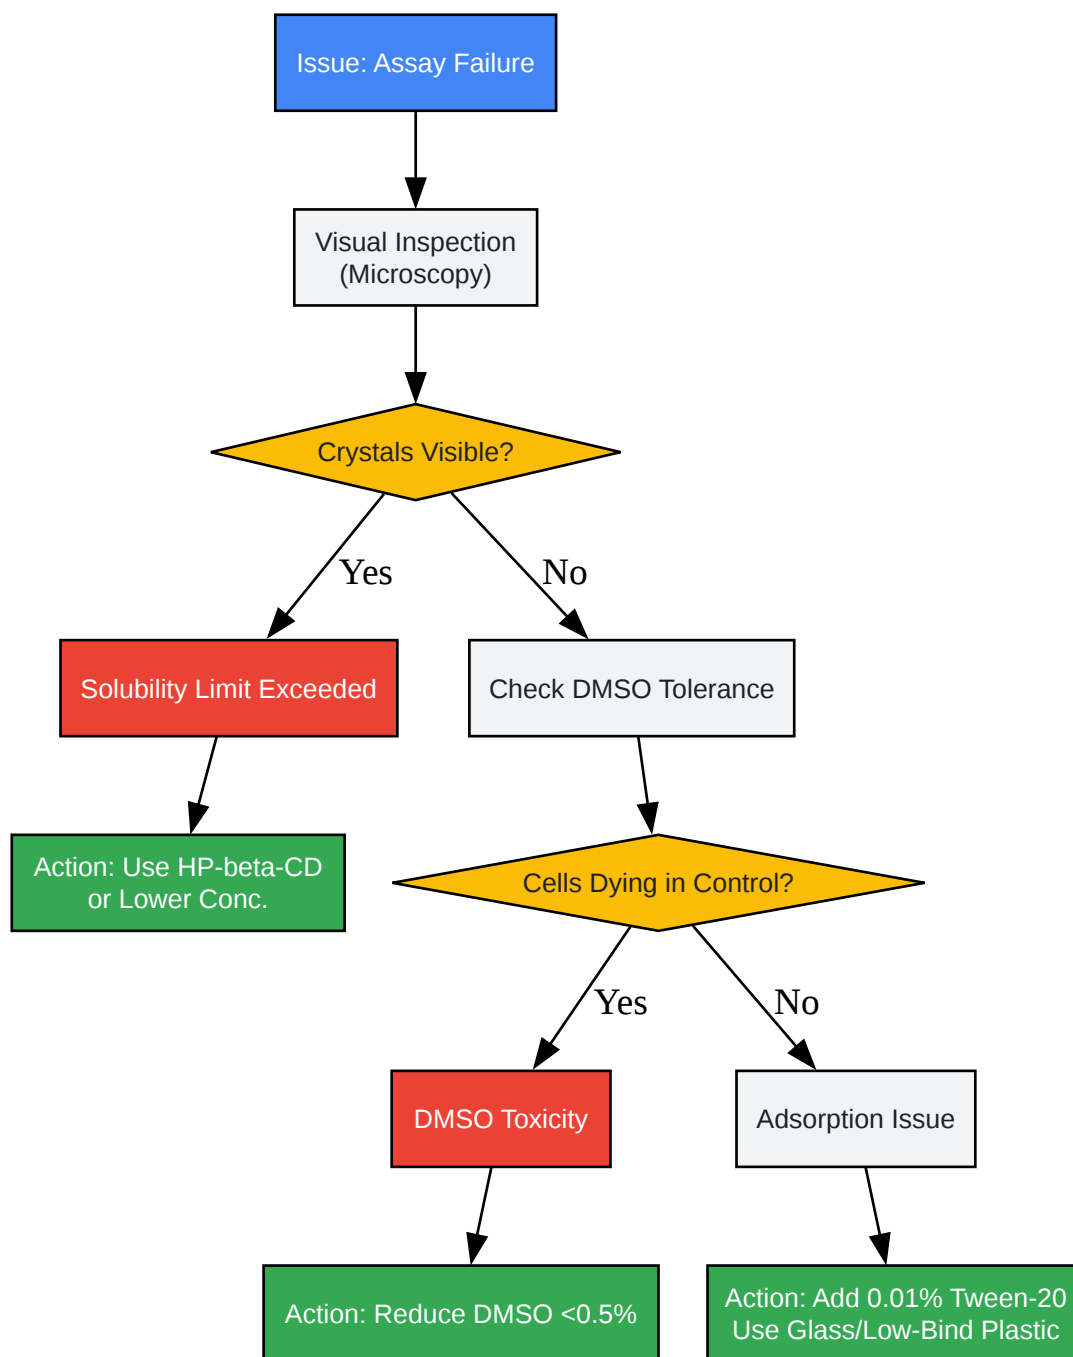 Issue: Assay Failure
Visual Inspection
(Microscopy)
Crystals Visible?
Yes
No
Solubility Limit Exceeded
Check DMSO Tolerance
Action: Use HP-beta-CD
or Lower Conc.
Cells Dying in Control?
Yes
No
DMSO Toxicity
Adsorption Issue
Action: Reduce DMSO <0.5%
Action: Add 0.01% Tween-20
Use Glass/Low-Bind Plastic